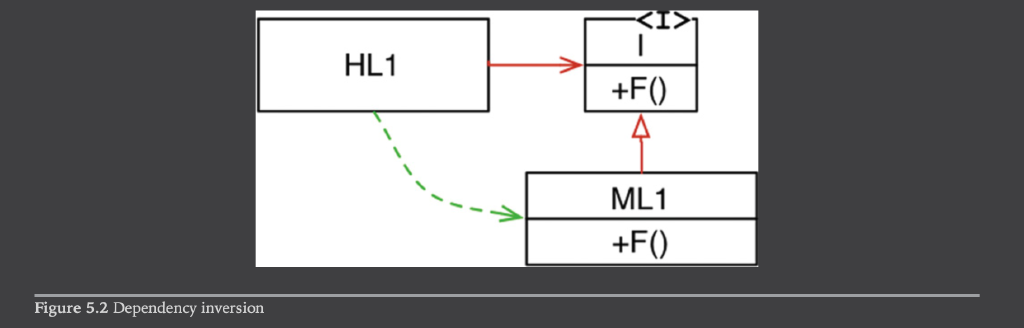 HL1
<I>
I
+F()
ML1
+F()
Figure 5.2 Dependency inversion